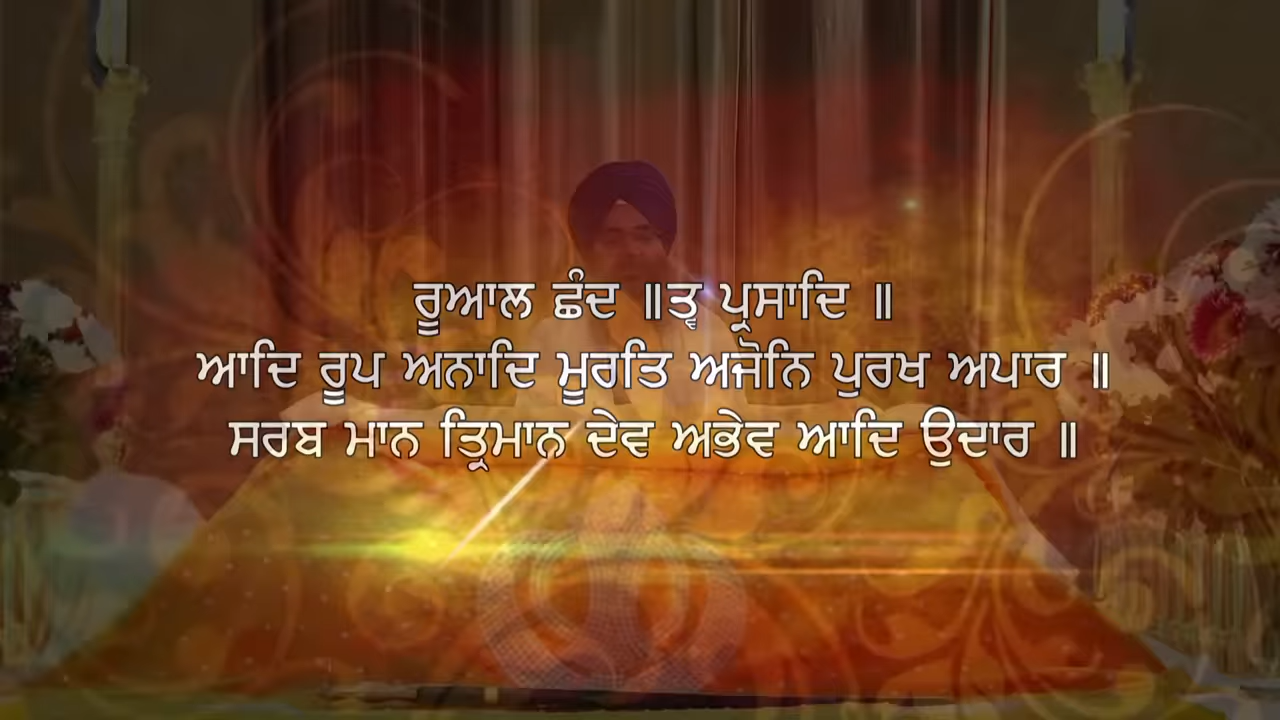 ਰੂਆਲ ਛੰਦ ॥ਤ੍ਵ ਪ੍ਰਸਾਦਿ ॥
ਆਦਿ ਰੂਪ ਅਨਾਦਿ ਮੂਰਤਿ ਅਜੋਨਿ ਪੁਰਖ ਅਪਾਰ ॥
ਸਰਬ ਮਾਨ ਤ੍ਰਿਮਾਨ ਦੇਵ ਅਭੇਵ ਆਦਿ ਉਦਾਰ ॥